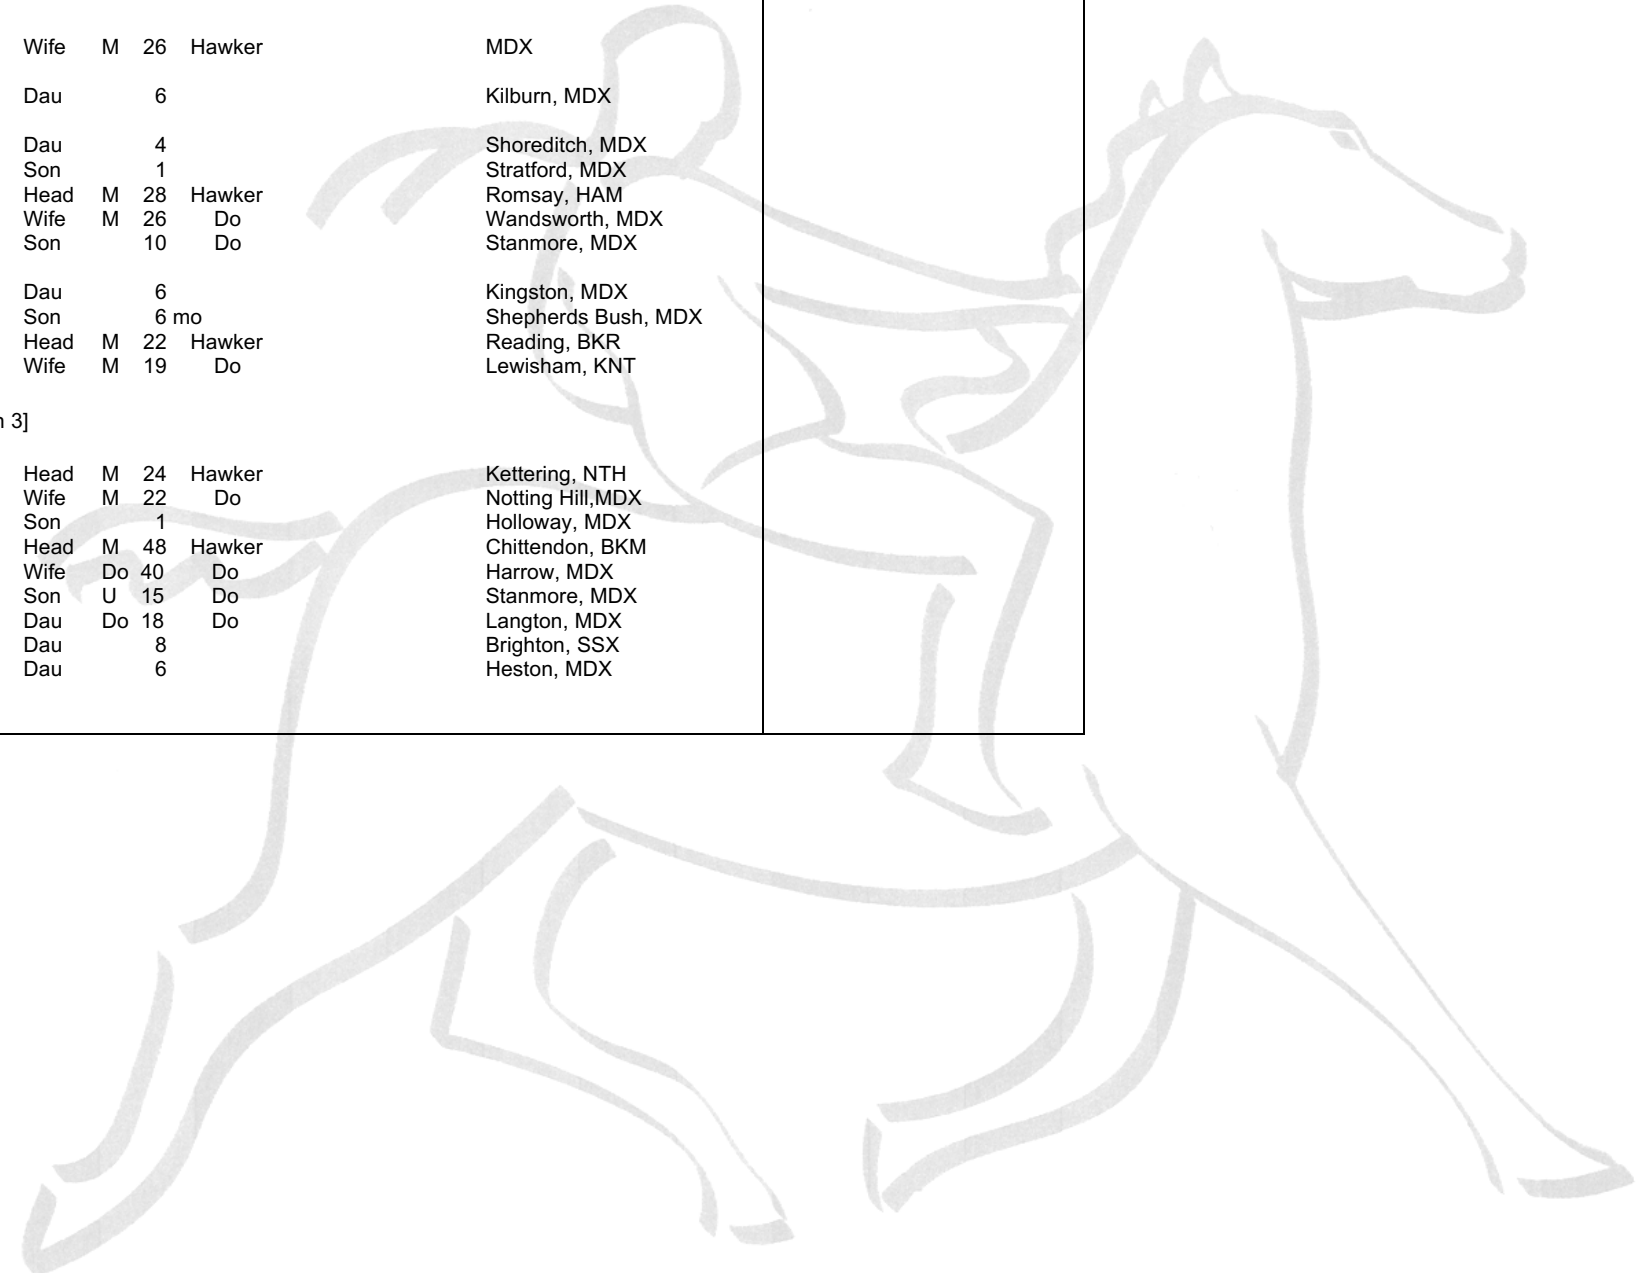 Wife M 26 Hawker MDX
Dau 6 Kilburn, MDX
Dau 4 Shoreditch, MDX
Son 1 Stratford, MDX
Head M 28 Hawker Romsay, HAM
Wife M 26 Do Wandsworth, MDX
Son 10 Do Stanmore, MDX
Dau 6 Kingston, MDX
Son 6 mo Shepherds Bush, MDX
Head M 22 Hawker Reading, BKR
Wife M 19 Do Lewisham, KNT
n 3]
Head M 24 Hawker Kettering, NTH
Wife M 22 Do Notting Hill,MDX
Son 1 Holloway, MDX
Head M 48 Hawker Chittendon, BKM
Wife Do 40 Do Harrow, MDX
Son U 15 Do Stanmore, MDX
Dau Do 18 Do Langton, MDX
Dau 8 Brighton, SSX
Dau 6 Heston, MDX